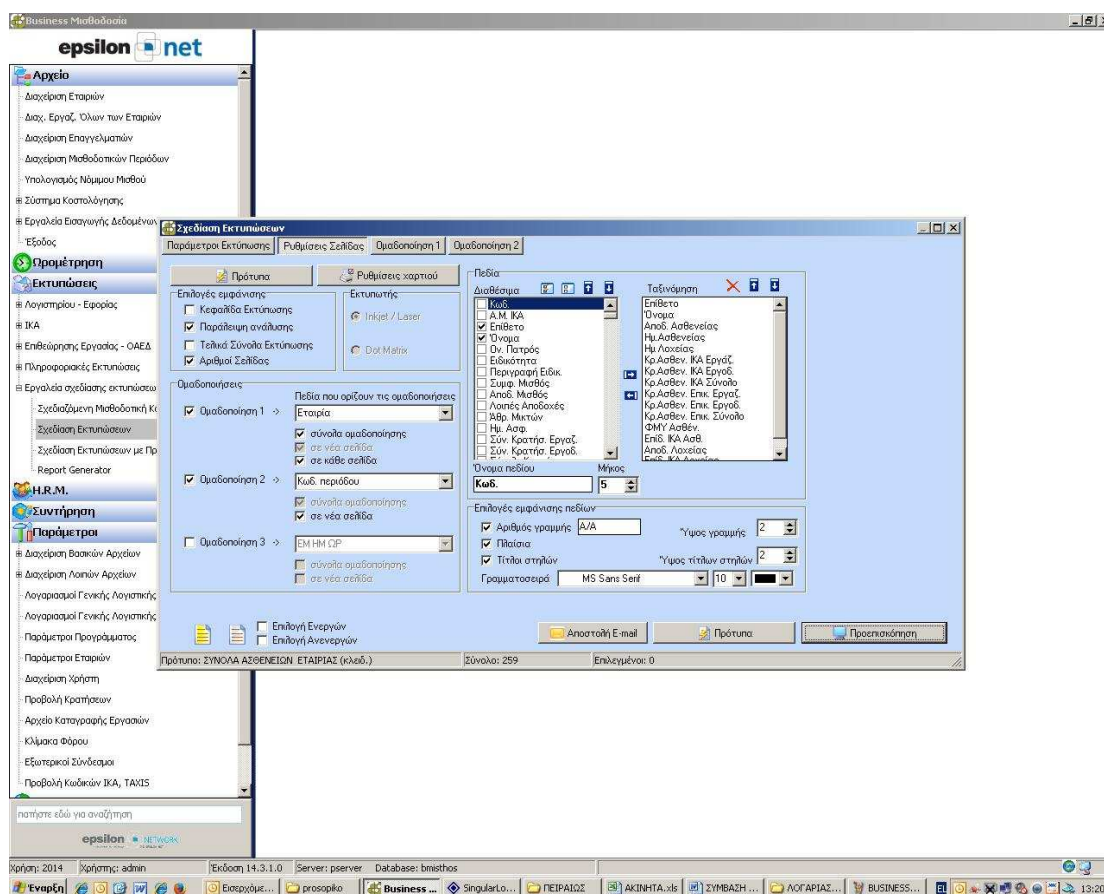 Business Μισθοδοσία
epsilon net
Αρχείο
Διαχείριση Εταιριών
Διαχ. Εργαζ. Όλων των Εταιριών
Διαχείριση Επαγγελματιών
Διαχείριση Μισθοδοτικών Περιόδων
Υπολογισμός Νόμιμου Μισθού
Σύστημα Κοστολόγησης
Εργαλεία Εισαγωγής Δεδομένων
Έξοδος
Ωρομέτρηση
Εκτυπώσεις
Λογιστηρίου - Εφορίας
ΙΚΑ
Επιθεώρησης Εργασίας - ΟΑΕΔ
Πληροφοριακές Εκτυπώσεις
Εργαλεία σχεδίασης εκτυπώσεω
Σχεδιαζόμενη Μισθοδοτική Κ
Σχεδίαση Εκτυπώσεων
Σχεδίαση Εκτυπώσεων με Πρ
Report Generator
H.R.M.
Συντήρηση
Παράμετροι
Διαχείριση Βασικών Αρχείων
Διαχείριση Λοιπών Αρχείων
Λογαριασμοί Γενικής Λογιστικής
Λογαριασμοί Γενικής Λογιστικής
Παράμετροι Προγράμματος
Παράμετροι Εταιριών
Διαχείριση Χρήστη
Προβολή Κρατήσεων
Αρχείο Καταγραφής Εργασιών
Κλίμακα Φόρου
Εξωτερικοί Σύνδεσμοι
Προβολή Κωδικών ΙΚΑ, TAXIS
πατήστε εδώ για αναζήτηση
epsilon NETWORK
Σχεδίαση Εκτυπώσεων
Παράμετροι Εκτύπωσης Ρυθμίσεις Σελίδας Ομαδοποίηση 1 Ομαδοποίηση 2
Πρότυπα Ρυθμίσεις χαρτιού
Επιλογές εμφάνισης
Κεφαλίδα Εκτύπωσης
Παράλειψη ανάλυσης
Τελικά Σύνολα Εκτύπωσης
Αριθμοί Σελίδας
Εκτυπωτής
Inkjet / Laser
Dot Matrix
Ομαδοποιήσεις
Πεδία που ορίζουν τις ομαδοποιήσεις
Ομαδοποίηση 1 -> Εταιρία
σύνολα ομαδοποίησης
σε νέα σελίδα
σε κάθε σελίδα
Ομαδοποίηση 2 -> Κωδ. περιόδου
σύνολα ομαδοποίησης
σε νέα σελίδα
Ομαδοποίηση 3 -> ΕΜ ΗΜ ΩΡ
σύνολα ομαδοποίησης
σε νέα σελίδα
Πεδία
Διαθέσιμα
Κωδ.
Α.Μ. ΙΚΑ
Επίθετο
Όνομα
Ον. Πατρός
Ειδικότητα
Περιγραφή Ειδικ.
Συμφ. Μισθός
Αποδ. Μισθός
Λοιπές Αποδοχές
Άθρ. Μικτών
Ημ. Ασφ.
Σύν. Κρατήσ. Εργαζ.
Σύν. Κρατήσ. Εργοδ.
Ταξινόμηση
Επίθετο
Όνομα
Αποδ. Ασθενείας
Ημ.Ασθενείας
Ημ Λοχείας
Κρ.Ασθεν. ΙΚΑ Εργάζ.
Κρ.Ασθεν. ΙΚΑ Εργοδ.
Κρ.Ασθεν. ΙΚΑ Σύνολο
Κρ.Ασθεν. Επικ. Εργαζ.
Κρ.Ασθεν. Επικ. Εργοδ.
Κρ.Ασθεν. Επικ. Σύνολο
ΦΜΥ Ασθέν.
Επίδ. ΙΚΑ Ασθ.
Αποδ. Λοχείας
Επίδ. ΙΚΑ Λοχείας
Όνομα πεδίου Μήκος
Κωδ. 5
Επιλογές εμφάνισης πεδίων
Αριθμός γραμμής Α/Α Ύψος γραμμής 2
Πλαίσια
Τίτλοι στηλών Ύψος τίτλων στηλών 2
Γραμματοσειρά MS Sans Serif 10
Επιλογή Ενεργών
Επιλογή Ανενεργών
Αποστολή E-mail Πρότυπα Προεπισκόπηση
Πρότυπο: ΣΥΝΟΛΑ ΑΣΘΕΝΕΙΩΝ ΕΤΑΙΡΙΑΣ (κλειδ.) Σύνολο: 259 Επιλεγμένοι: 0
Χρήση: 2014 Χρήστης: admin Έκδοση 14.3.1.0 Server: pserver Database: bmisthos
Έναρξη Εισερχόμε... prosopiko Business ... SingularLo... ΠΕΙΡΑΙΩΣ ΑΚΙΝΗΤΑ.xls ΣΥΜΒΑΣΗ ... ΛΟΓΑΡΙΑΣ... BUSINESS... EL 13:20